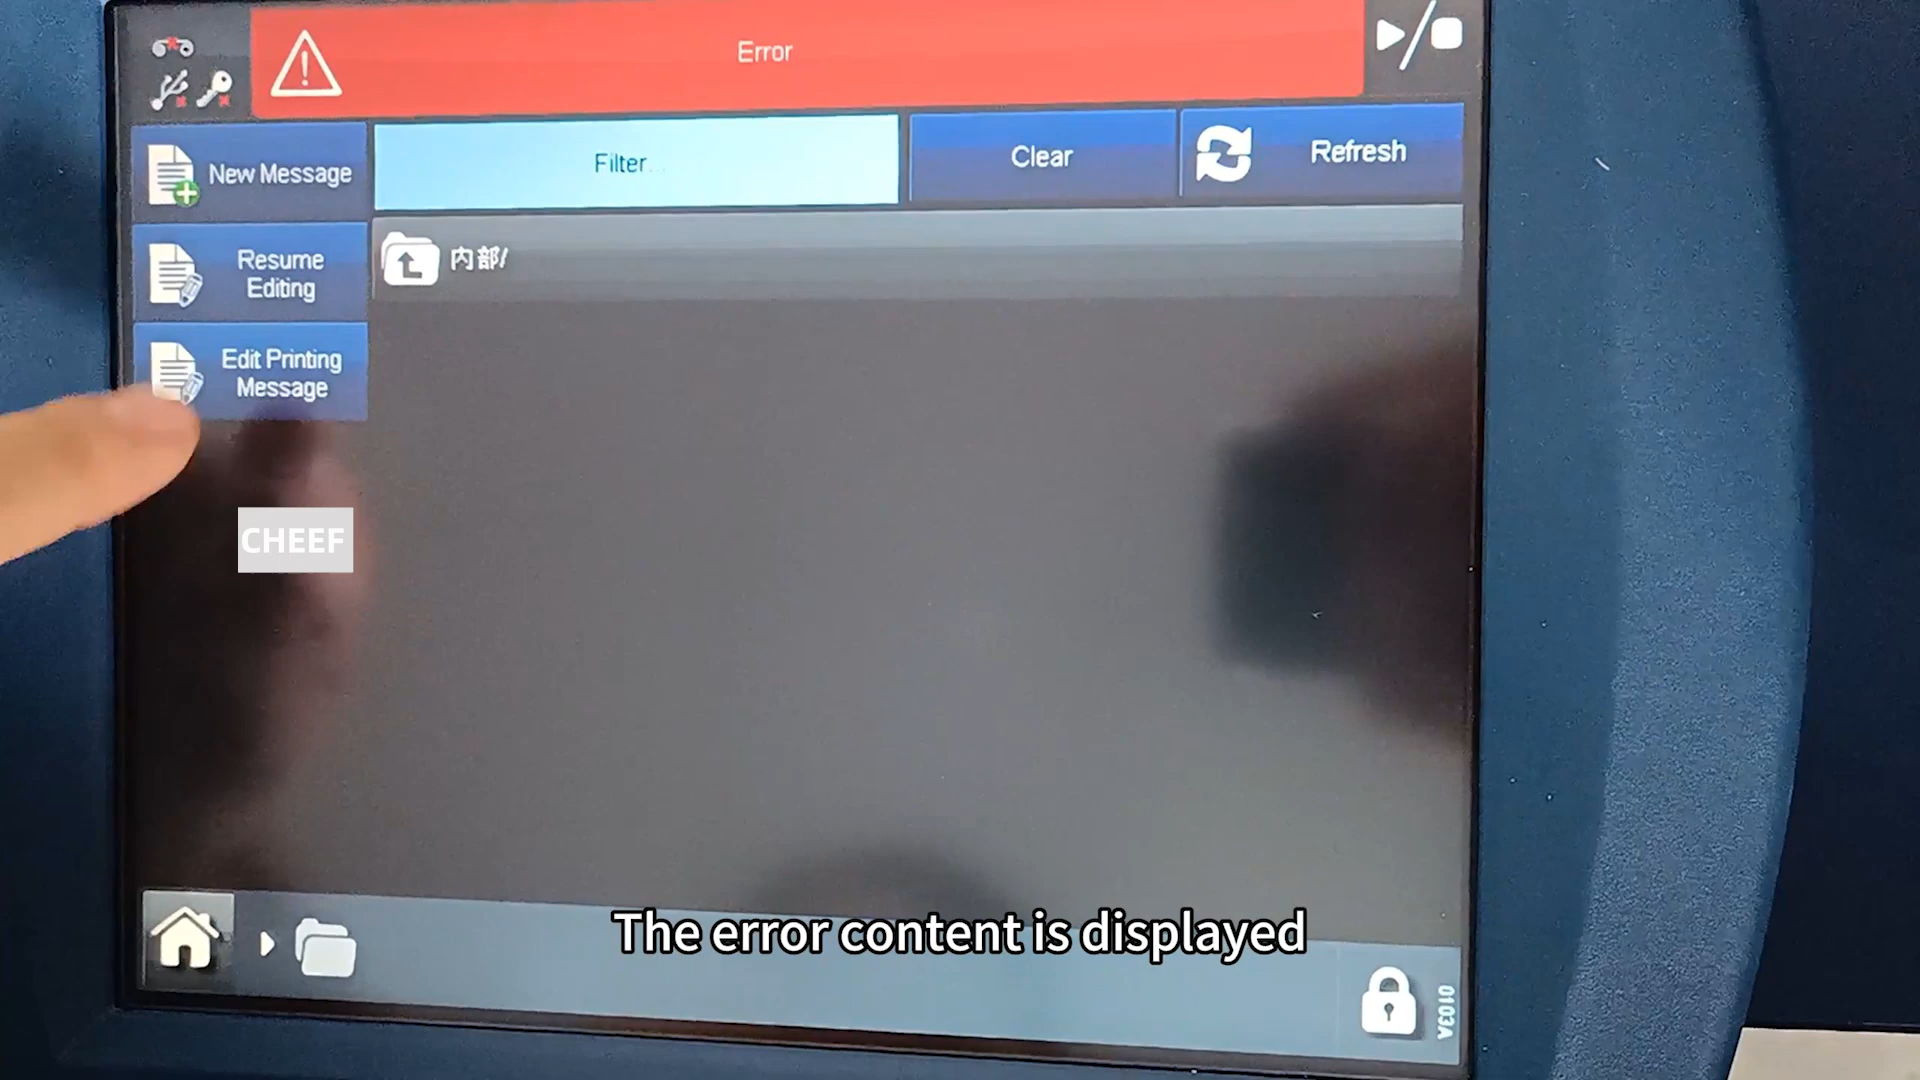 Error
New Message
Filter...
Clear
Refresh
Resume
Editing
内部/
Edit Printing
Message
CHEEF
The error content is displayed
0103A